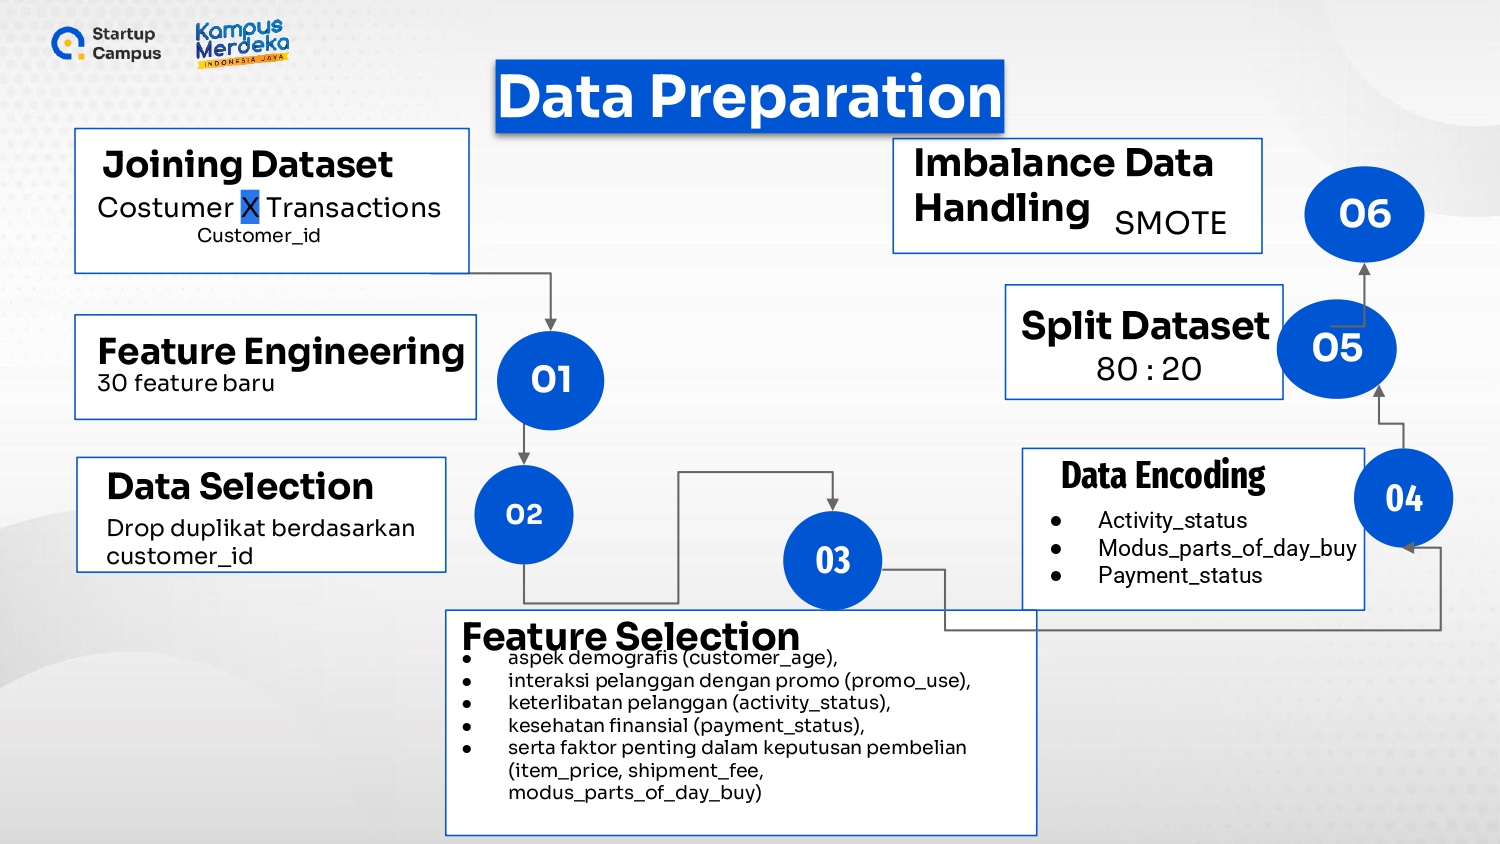 Startup
Campus
Kampus
Merdeka
INDONESIA JAYA
Data Preparation
Joining Dataset
Costumer X Transactions
Customer_id
Feature Engineering
30 feature baru
01
Data Selection
Drop duplikat berdasarkan
customer_id
02
03
Feature Selection
● aspek demografis (customer_age),
● interaksi pelanggan dengan promo (promo_use),
● keterlibatan pelanggan (activity_status),
● kesehatan finansial (payment_status),
● serta faktor penting dalam keputusan pembelian
(item_price, shipment_fee,
modus_parts_of_day_buy)
Data Encoding
● Activity_status
● Modus_parts_of_day_buy
● Payment_status
04
Split Dataset
80 : 20
05
Imbalance Data
Handling SMOTE
06